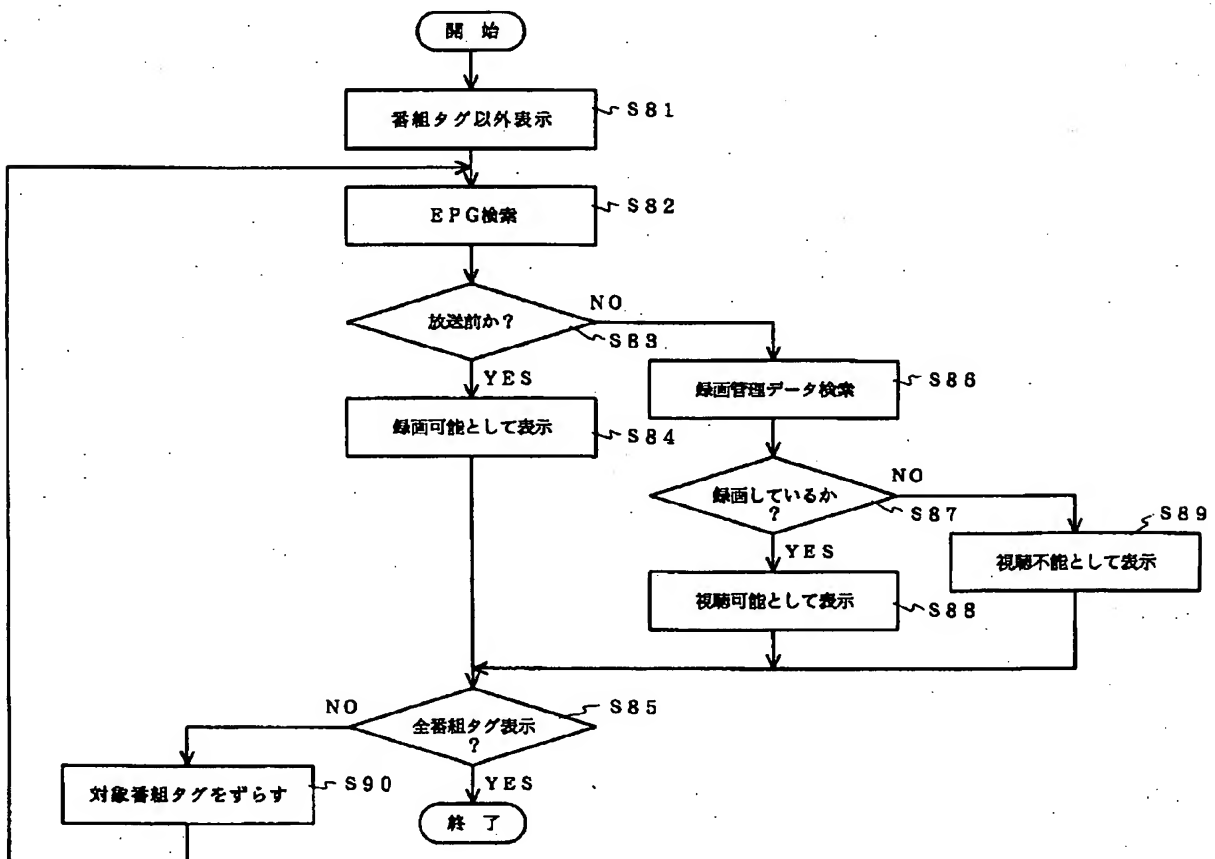 開 始
番組タグ以外表示
S81
EPG検索
S82
放送前か?
NO
S83
YES
録画可能として表示
S84
録画管理データ検索
S86
録画しているか
?
NO
S87
YES
視聴不能として表示
S89
視聴可能として表示
S88
全番組タグ表示
?
NO
S85
YES
対象番組タグをずらす
S90
終 了